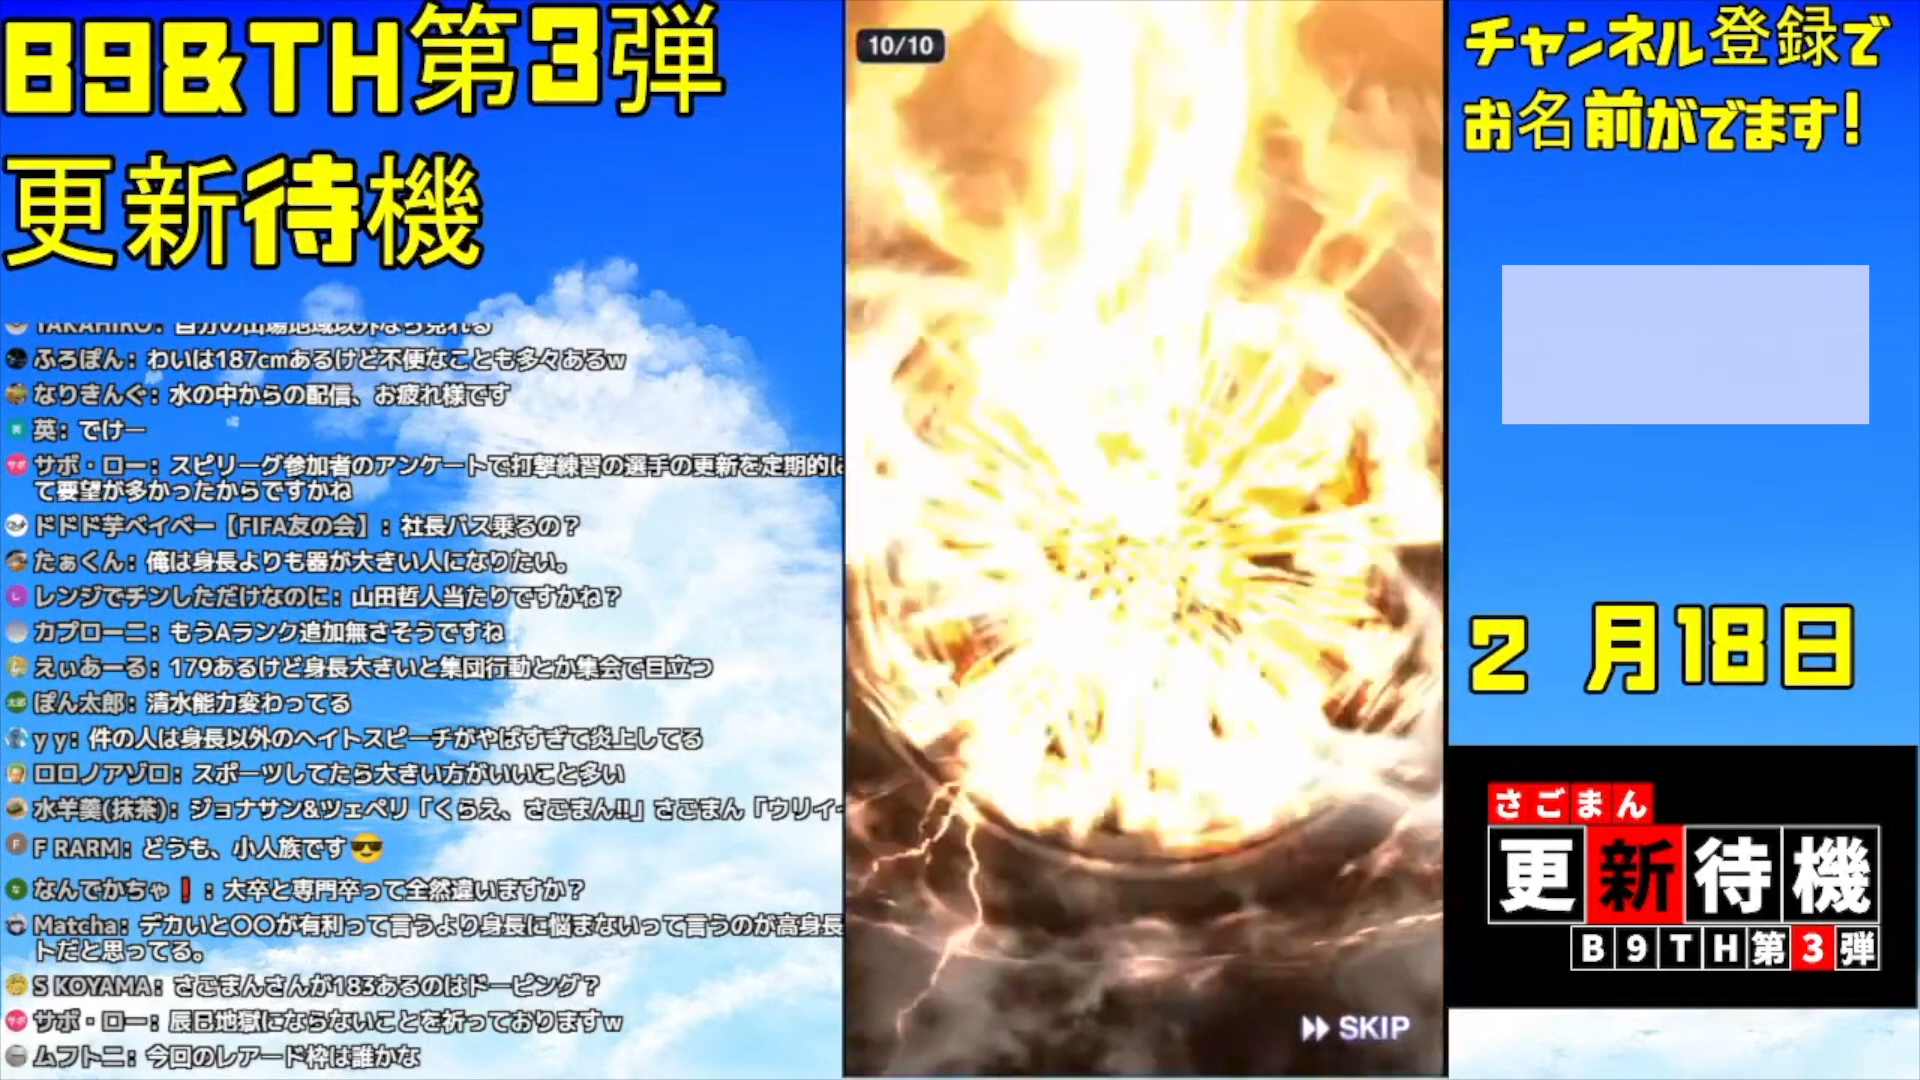 B9&TH第3弾
更新待機
TAKAHIRO: 自分の出場地域以外なら見れる
ふろぽん: わいは187cmあるけど不便なことも多々あるw
なりきんぐ: 水の中からの配信、お疲れ様です
英: でけー
サボ・ロー: スピリーグ参加者のアンケートで打撃練習の選手の更新を定期的に
て要望が多かったからですかね
ドドド芋ベイベー【FIFA友の会】: 社長バス乗るの?
たぁくん: 俺は身長よりも器が大きい人になりたい。
レンジでチンしただけなのに: 山田哲人当たりですかね?
カプローニ: もうAランク追加無さそうですね
えぃあーる: 179あるけど身長大きいと集団行動とか集会で目立つ
ぽん太郎: 清水能力変わってる
y y: 件の人は身長以外のヘイトスピーチがやばすぎて炎上してる
ロロノアゾロ: スポーツしてたら大きい方がいいこと多い
水羊羹(抹茶): ジョナサン&ツェペリ「くらえ、さごまん!!」さごまん「ウリィー
F RARM: どうも、小人族です😎
なんでかちゃ❗: 大卒と専門卒って全然違いますか?
Matcha: デカいと〇〇が有利って言うより身長に悩まないって言うのが高身長
トだと思ってる。
S KOYAMA: さごまんさんが183あるのはドーピング?
サボ・ロー: 辰巳地獄にならないことを祈っておりますw
ムフト二: 今回のレアード枠は誰かな
10/10
SKIP
チャンネル登録で
お名前がでます!
2 月18日
さごまん
更新待機
B9TH第3弾